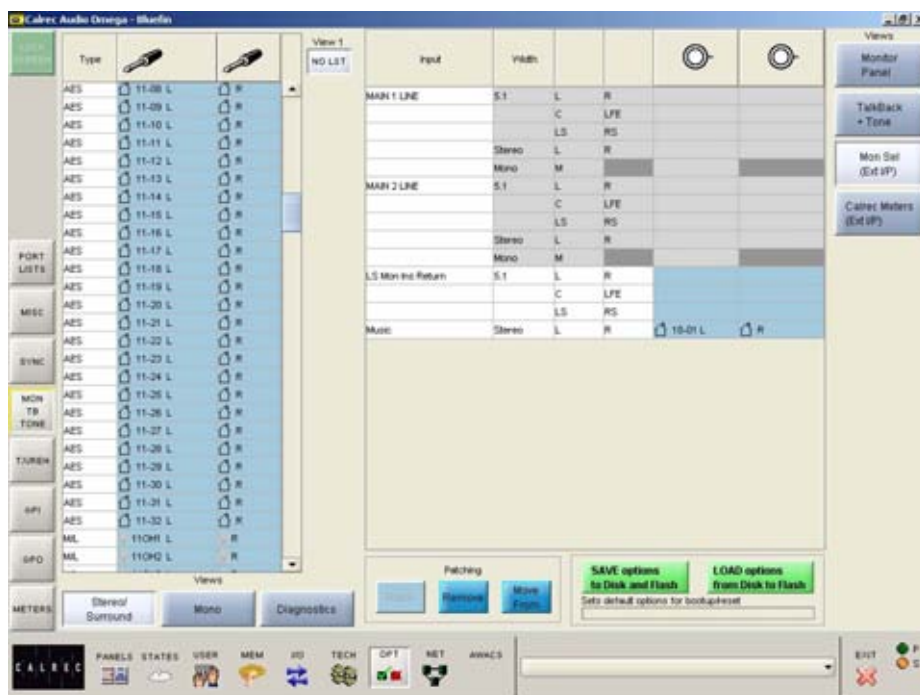 Calrec Audio Omega - Bluefin
Views
View 1
NO LST
Type
Input
Width
Monitor
Panel
TalkBack
+ Tone
Mon Sel
(Ext I/P)
Calrec Meters
(Ext I/P)
AES 11-08 L R
AES 11-09 L R
AES 11-10 L R
AES 11-11 L R
AES 11-12 L R
AES 11-13 L R
AES 11-14 L R
AES 11-15 L R
AES 11-16 L R
AES 11-17 L R
AES 11-18 L R
AES 11-19 L R
AES 11-20 L R
AES 11-21 L R
AES 11-22 L R
AES 11-23 L R
AES 11-24 L R
AES 11-25 L R
AES 11-26 L R
AES 11-27 L R
AES 11-28 L R
AES 11-29 L R
AES 11-30 L R
AES 11-31 L R
AES 11-32 L R
M/L 11OH1 L R
M/L 11OH2 L R
MAIN 1 LINE 5.1 L R
C LFE
LS RS
Stereo L R
Mono M
MAIN 2 LINE 5.1 L R
C LFE
LS RS
Stereo L R
Mono M
LS Mon Ins Return 5.1 L R
C LFE
LS RS
Music Stereo L R 10-01 L R
PORT
LISTS
MISC
SYNC
MON
TB
TONE
GPI
GPO
METERS
Views
Stereo/
Surround
Mono
Diagnostics
Patching
Remove
Move
From
SAVE options
to Disk and Flash
LOAD options
from Disk to Flash
Sets default options for bootup/reset
CALREC
PANELS STATES USER MEM I/O TECH OPT NET AWACS
EXIT
P
S